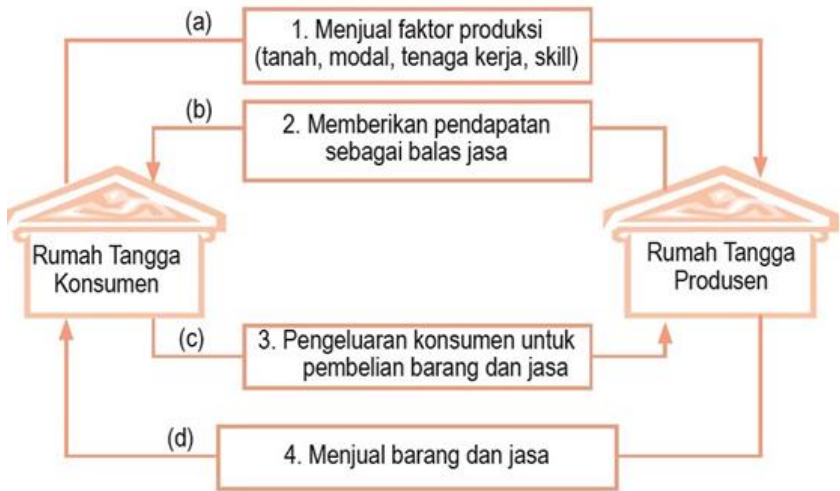 (a)
1. Menjual faktor produksi
(tanah, modal, tenaga kerja, skill)
(b)
2. Memberikan pendapatan
sebagai balas jasa
Rumah Tangga
Konsumen
Rumah Tangga
Produsen
(c)
3. Pengeluaran konsumen untuk
pembelian barang dan jasa
(d)
4. Menjual barang dan jasa